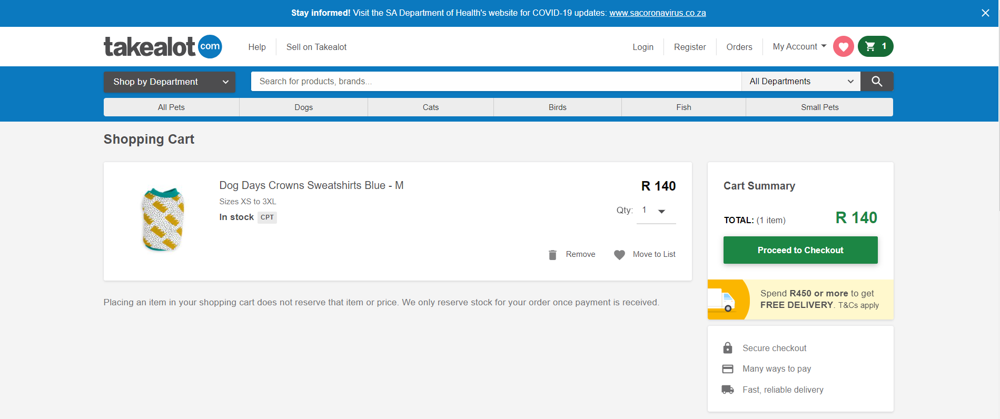 Stay informed! Visit the SA Department of Health's website for COVID-19 updates: www.sacoronavirus.co.za
takealot com
Help
Sell on Takealot
Login
Register
Orders
My Account
1
Shop by Department
Search for products, brands...
All Departments
All Pets
Dogs
Cats
Birds
Fish
Small Pets
Shopping Cart
Dog Days Crowns Sweatshirts Blue - M
Sizes XS to 3XL
In stock CPT
R 140
Qty: 1
Remove
Move to List
Placing an item in your shopping cart does not reserve that item or price. We only reserve stock for your order once payment is received.
Cart Summary
TOTAL: (1 item) R 140
Proceed to Checkout
Spend R450 or more to get
FREE DELIVERY. T&Cs apply
Secure checkout
Many ways to pay
Fast, reliable delivery